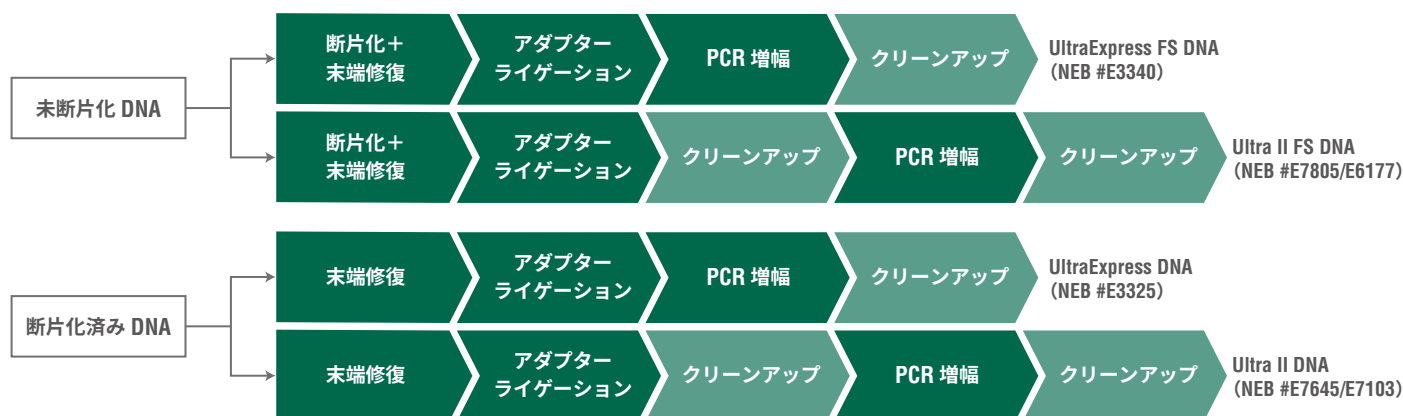 未断片化 DNA
断片化＋
末端修復
アダプター
ライゲーション
PCR 増幅
クリーンアップ
UltraExpress FS DNA
（NEB #E3340）
断片化＋
末端修復
アダプター
ライゲーション
クリーンアップ
PCR 増幅
クリーンアップ
Ultra II FS DNA
（NEB #E7805/E6177）
断片化済み DNA
末端修復
アダプター
ライゲーション
PCR 増幅
クリーンアップ
UltraExpress DNA
（NEB #E3325）
末端修復
アダプター
ライゲーション
クリーンアップ
PCR 増幅
クリーンアップ
Ultra II DNA
（NEB #E7645/E7103）